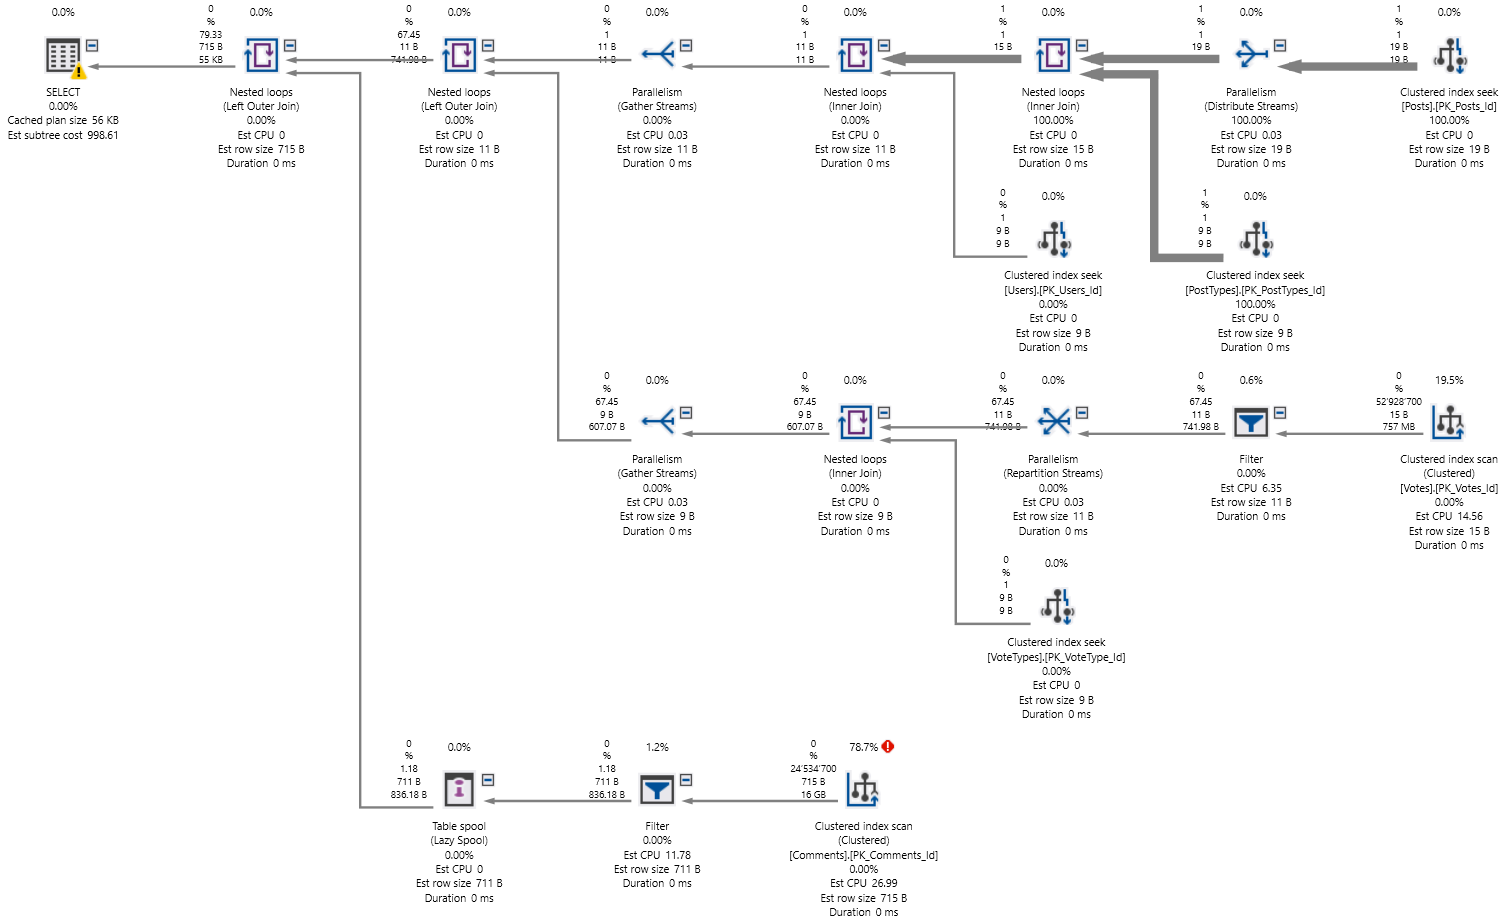 0.0%
0
%
79.33
715 B
55 KB
0.0%
0
%
67.45
11 B
741.98 B
0.0%
0.0%
0
%
1
11 B
11 B
0.0%
0
%
1
11 B
11 B
0.0%
1
%
1
15 B
0.0%
1
%
1
19 B
0.0%
1
%
1
19 B
19 B
0.0%
SELECT
0.00%
Cached plan size 56 KB
Est subtree cost 998.61
Nested loops
(Left Outer Join)
0.00%
Est CPU 0
Est row size 715 B
Duration 0 ms
Nested loops
(Left Outer Join)
0.00%
Est CPU 0
Est row size 11 B
Duration 0 ms
Parallelism
(Gather Streams)
0.00%
Est CPU 0.03
Est row size 11 B
Duration 0 ms
Nested loops
(Inner Join)
0.00%
Est CPU 0
Est row size 11 B
Duration 0 ms
Nested loops
(Inner Join)
100.00%
Est CPU 0
Est row size 15 B
Duration 0 ms
Parallelism
(Distribute Streams)
100.00%
Est CPU 0.03
Est row size 19 B
Duration 0 ms
Clustered index seek
[Posts].[PK_Posts_Id]
100.00%
Est CPU 0
Est row size 19 B
Duration 0 ms
0
%
1
9 B
9 B
0.0%
Clustered index seek
[Users].[PK_Users_Id]
0.00%
Est CPU 0
Est row size 9 B
Duration 0 ms
1
%
1
9 B
9 B
0.0%
Clustered index seek
[PostTypes].[PK_PostTypes_Id]
100.00%
Est CPU 0
Est row size 9 B
Duration 0 ms
0
%
67.45
9 B
607.07 B
0.0%
0
%
67.45
9 B
607.07 B
0.0%
0
%
67.45
11 B
741.98 B
0.0%
0
%
67.45
11 B
741.98 B
0.6%
0
%
52'928'700
15 B
757 MB
19.5%
Parallelism
(Gather Streams)
0.00%
Est CPU 0.03
Est row size 9 B
Duration 0 ms
Nested loops
(Inner Join)
0.00%
Est CPU 0
Est row size 9 B
Duration 0 ms
Parallelism
(Repartition Streams)
0.00%
Est CPU 0.03
Est row size 11 B
Duration 0 ms
Filter
0.00%
Est CPU 6.35
Est row size 11 B
Duration 0 ms
Clustered index scan
(Clustered)
[Votes].[PK_Votes_Id]
0.00%
Est CPU 14.56
Est row size 15 B
Duration 0 ms
0
%
1
9 B
9 B
0.0%
Clustered index seek
[VoteTypes].[PK_VoteType_Id]
0.00%
Est CPU 0
Est row size 9 B
Duration 0 ms
0
%
1.18
711 B
836.18 B
0.0%
0
%
1.18
711 B
836.18 B
1.2%
0
%
24'534'700
715 B
16 GB
78.7%
Table spool
(Lazy Spool)
0.00%
Est CPU 0
Est row size 711 B
Duration 0 ms
Filter
0.00%
Est CPU 11.78
Est row size 711 B
Duration 0 ms
Clustered index scan
(Clustered)
[Comments].[PK_Comments_Id]
0.00%
Est CPU 26.99
Est row size 715 B
Duration 0 ms